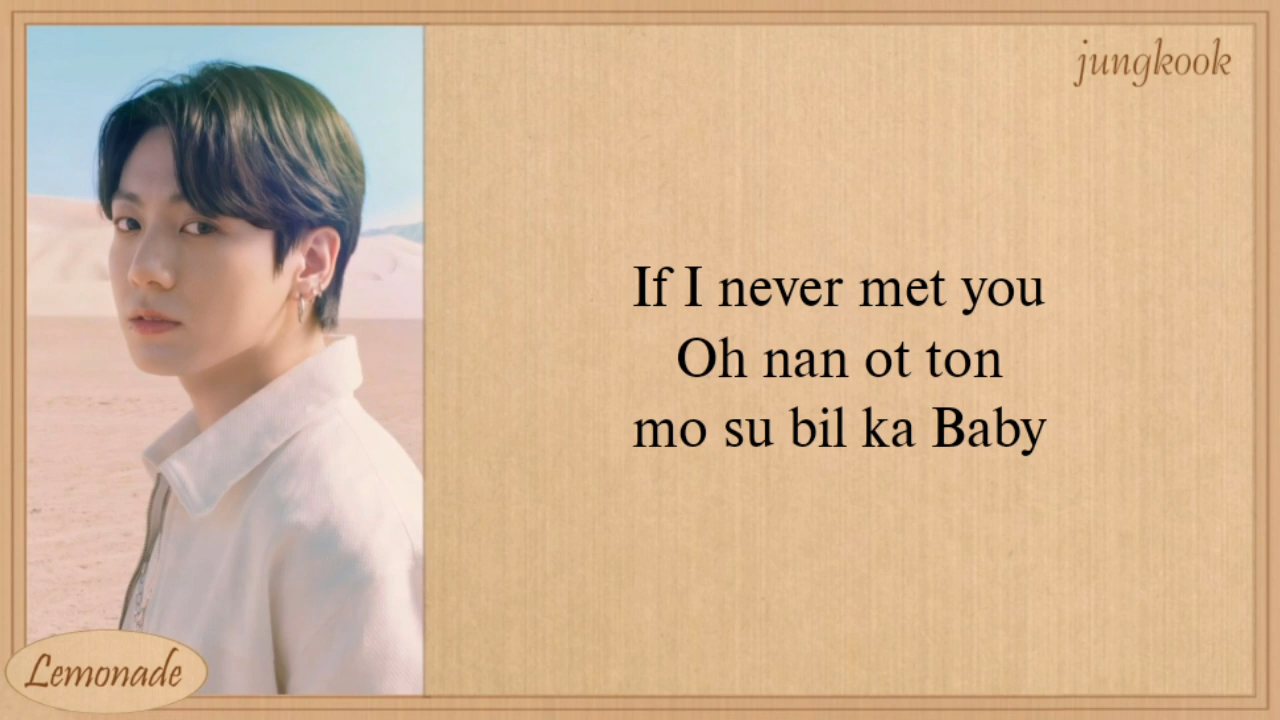 jungkook
If I never met you
Oh nan ot ton
mo su bil ka Baby
Lemonade